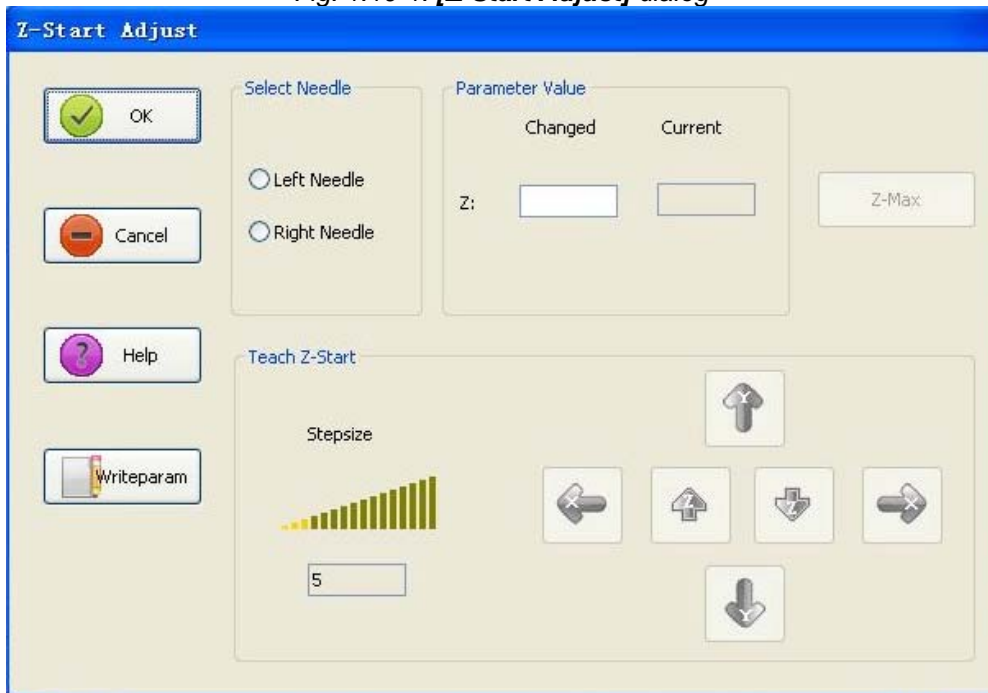 Z-Start Adjust
OK
Cancel
Help
Writeparam
Select Needle
Left Needle
Right Needle
Parameter Value
Changed Current
Z:
Z-Max
Teach Z-Start
Stepsize
5
Y
X Z Z X
Y